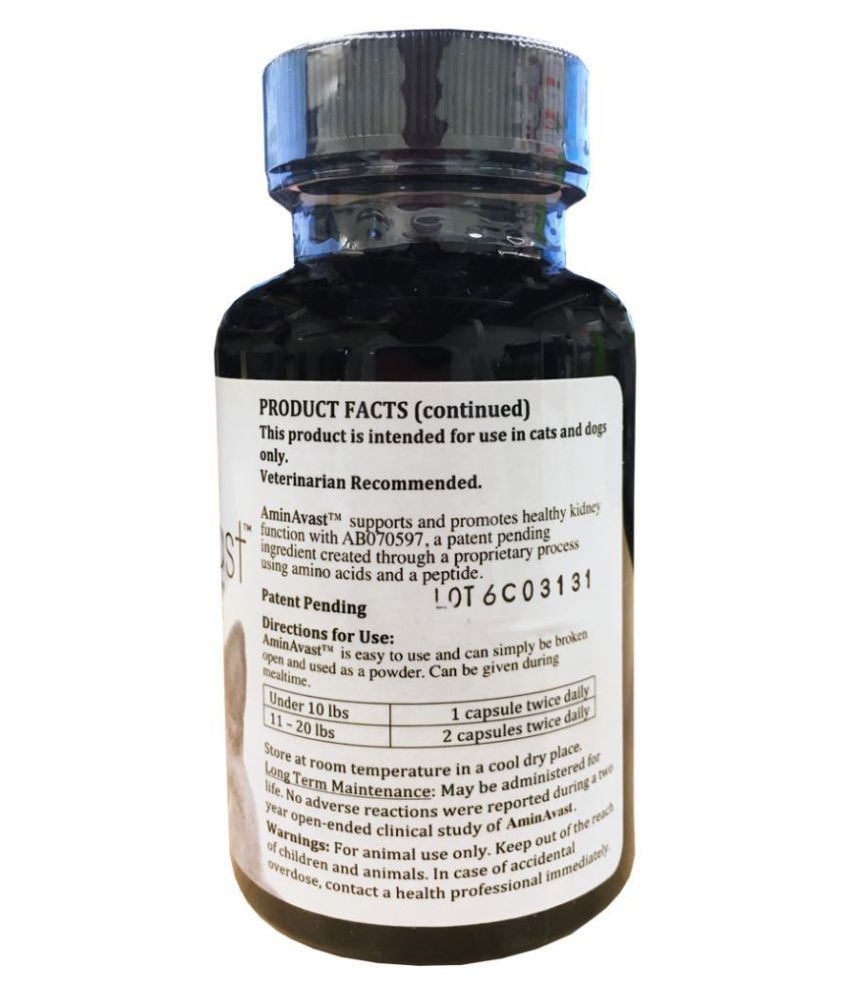 PRODUCT FACTS (continued)
This product is intended for use in cats and dogs
only.
Veterinarian Recommended.
AminAvast™ supports and promotes healthy kidney
function with AB070597, a patent pending
ingredient created through a proprietary process
using amino acids and a peptide.
LOT 6C03131
Patent Pending
Directions for Use:
AminAvast™ is easy to use and can simply be broken
open and used as a powder. Can be given during
mealtime.
Under 10 lbs 1 capsule twice daily
11 – 20 lbs 2 capsules twice daily
Store at room temperature in a cool dry place.
Long Term Maintenance: May be administered for
life. No adverse reactions were reported during a two
year open-ended clinical study of AminAvast.
Warnings: For animal use only. Keep out of the reach
of children and animals. In case of accidental
overdose, contact a health professional immediately.